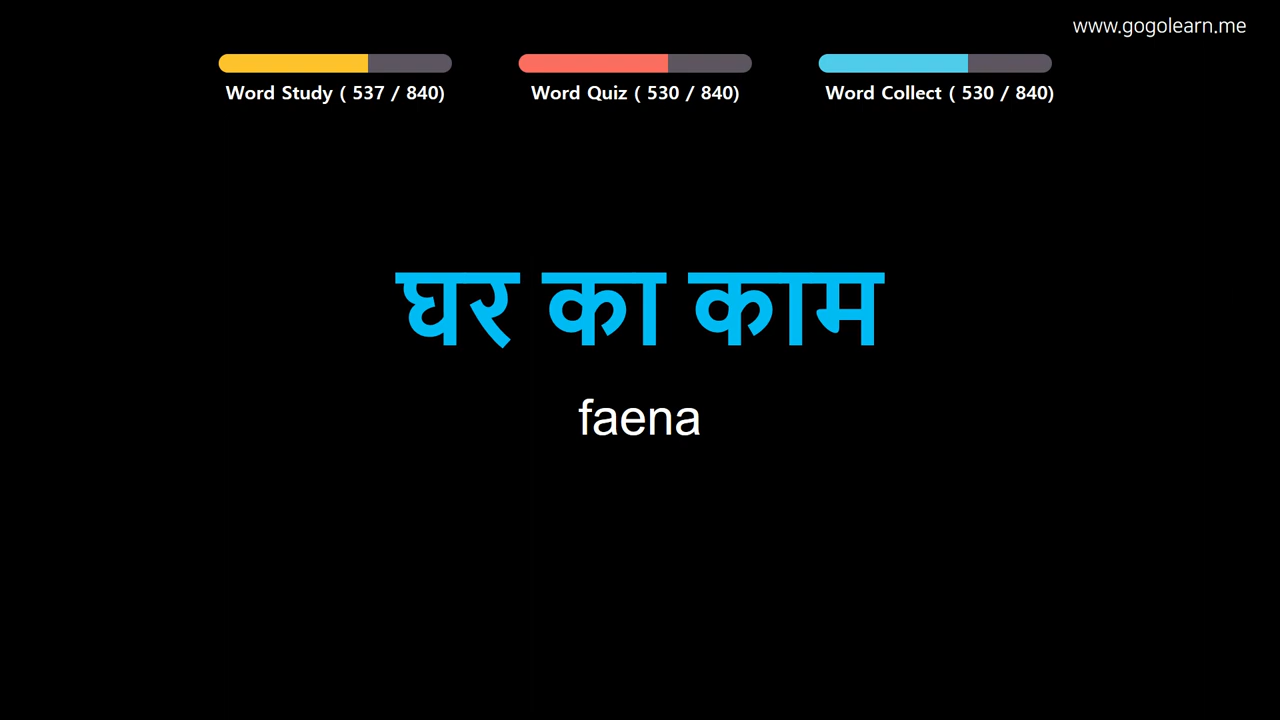 www.gogolearn.me
Word Study ( 537 / 840)
Word Quiz ( 530 / 840)
Word Collect ( 530 / 840)
घर का काम
faena